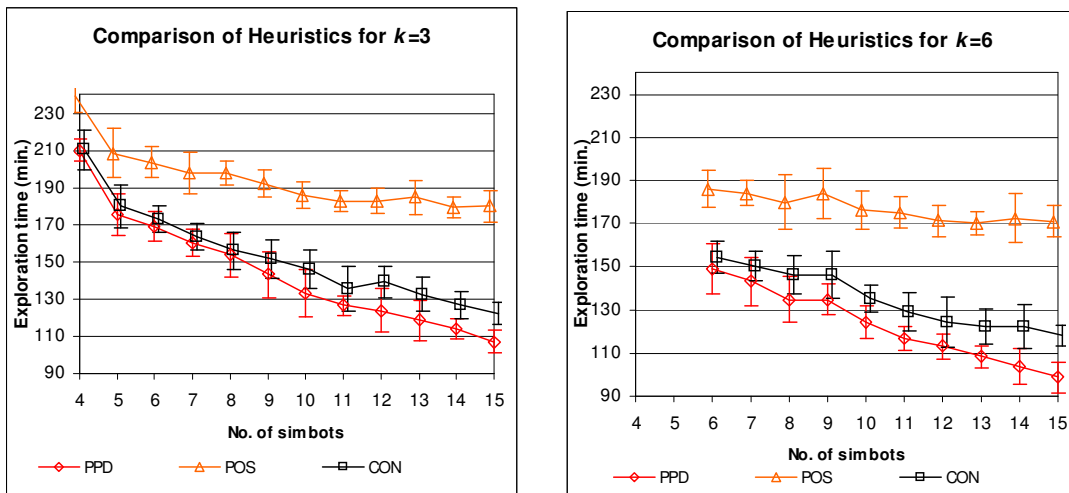 Comparison of Heuristics for k=3
Exploration time (min.)
230
210
190
170
150
130
110
90
4 5 6 7 8 9 10 11 12 13 14 15
No. of simbots
PPD POS CON
Comparison of Heuristics for k=6
Exploration time (min.)
230
210
190
170
150
130
110
90
4 5 6 7 8 9 10 11 12 13 14 15
No. of simbots
PPD POS CON